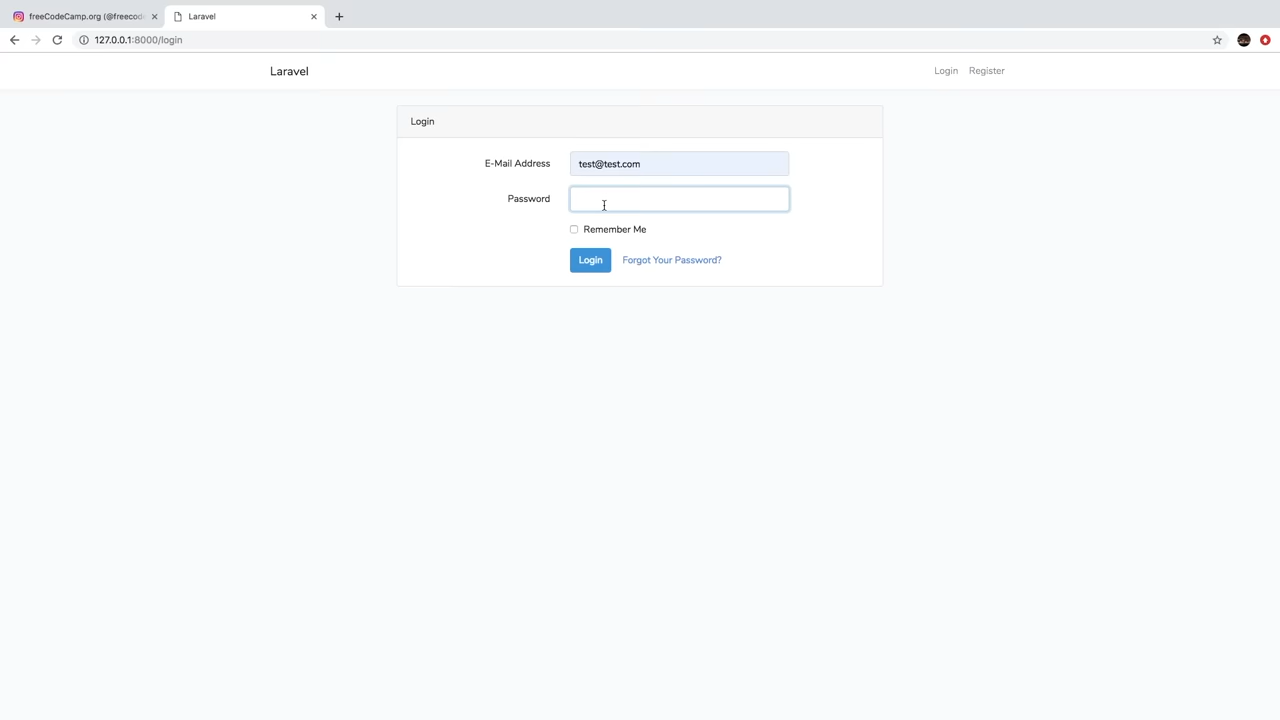 freeCodeCamp.org (@freecod
Laravel
127.0.0.1:8000/login
Laravel
Login Register
Login
E-Mail Address test@test.com
Password
Remember Me
Login Forgot Your Password?